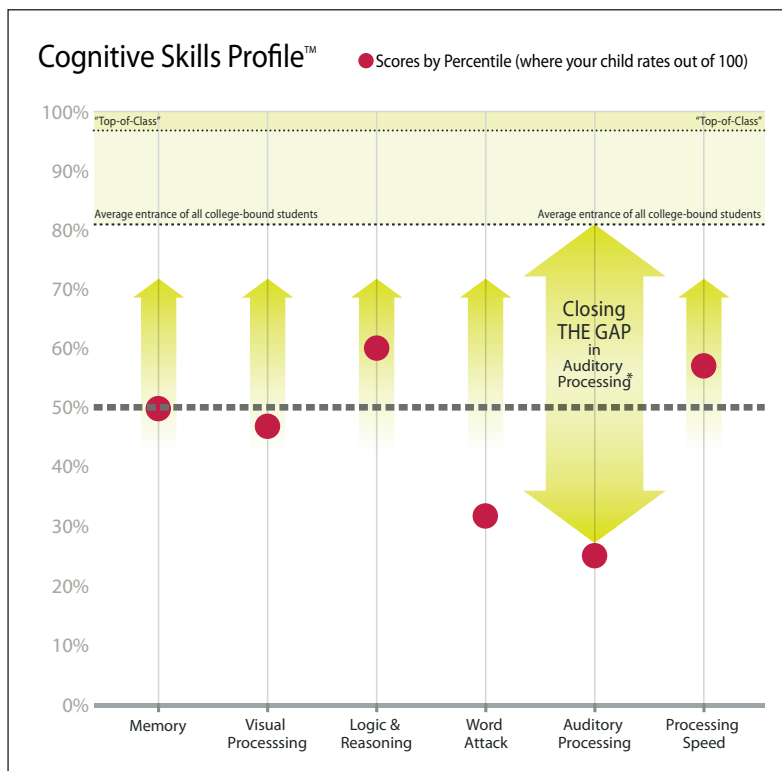 Cognitive Skills Profile™
Scores by Percentile (where your child rates out of 100)
100%
"Top-of-Class"
"Top-of-Class"
90%
Average entrance of all college-bound students
Average entrance of all college-bound students
80%
70%
Closing
THE GAP
in
Auditory
Processing*
60%
50%
40%
30%
20%
10%
0%
Memory
Visual
Processsing
Logic &
Reasoning
Word
Attack
Auditory
Processing
Processing
Speed